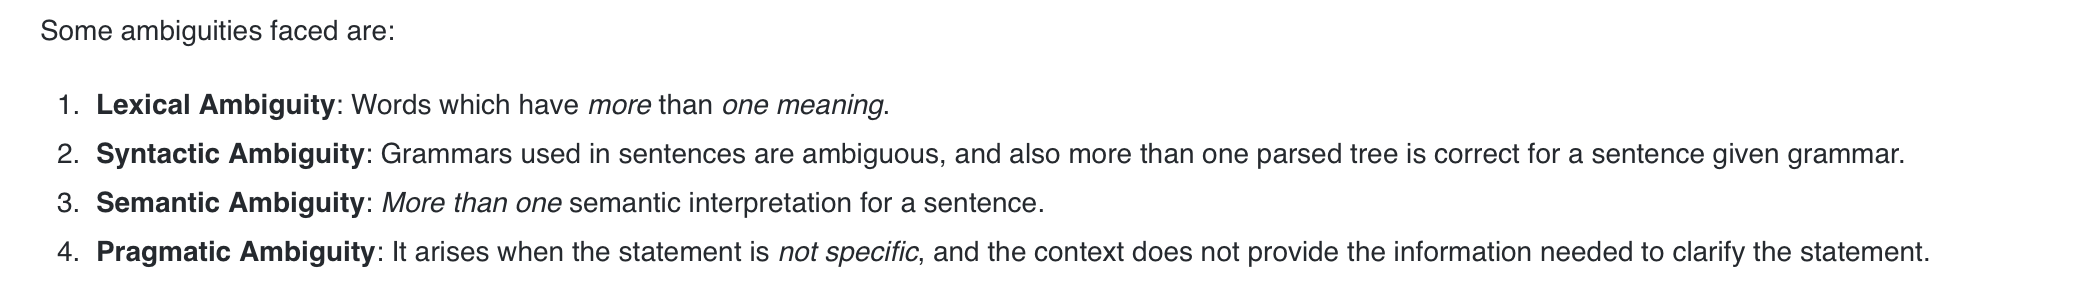 Some ambiguities faced are:
1. Lexical Ambiguity: Words which have more than one meaning.
2. Syntactic Ambiguity: Grammars used in sentences are ambiguous, and also more than one parsed tree is correct for a sentence given grammar.
3. Semantic Ambiguity: More than one semantic interpretation for a sentence.
4. Pragmatic Ambiguity: It arises when the statement is not specific, and the context does not provide the information needed to clarify the statement.